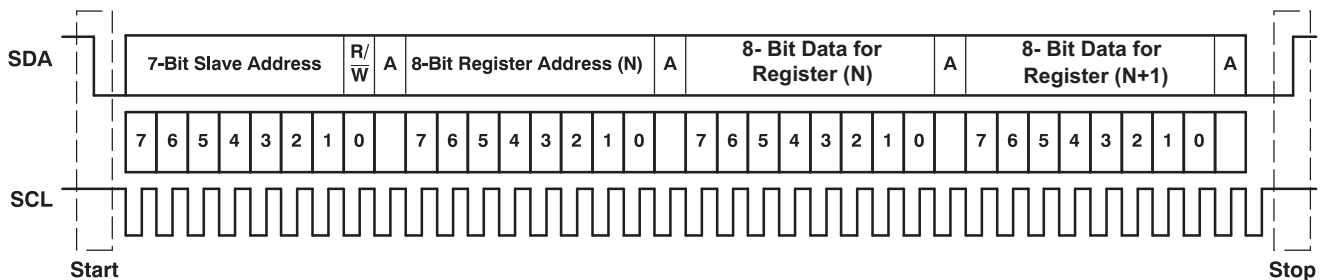 SDA
7-Bit Slave Address R/W A 8-Bit Register Address (N) A 8- Bit Data for Register (N) A 8- Bit Data for Register (N+1) A
7 6 5 4 3 2 1 0 7 6 5 4 3 2 1 0 7 6 5 4 3 2 1 0 7 6 5 4 3 2 1 0
SCL
Start Stop